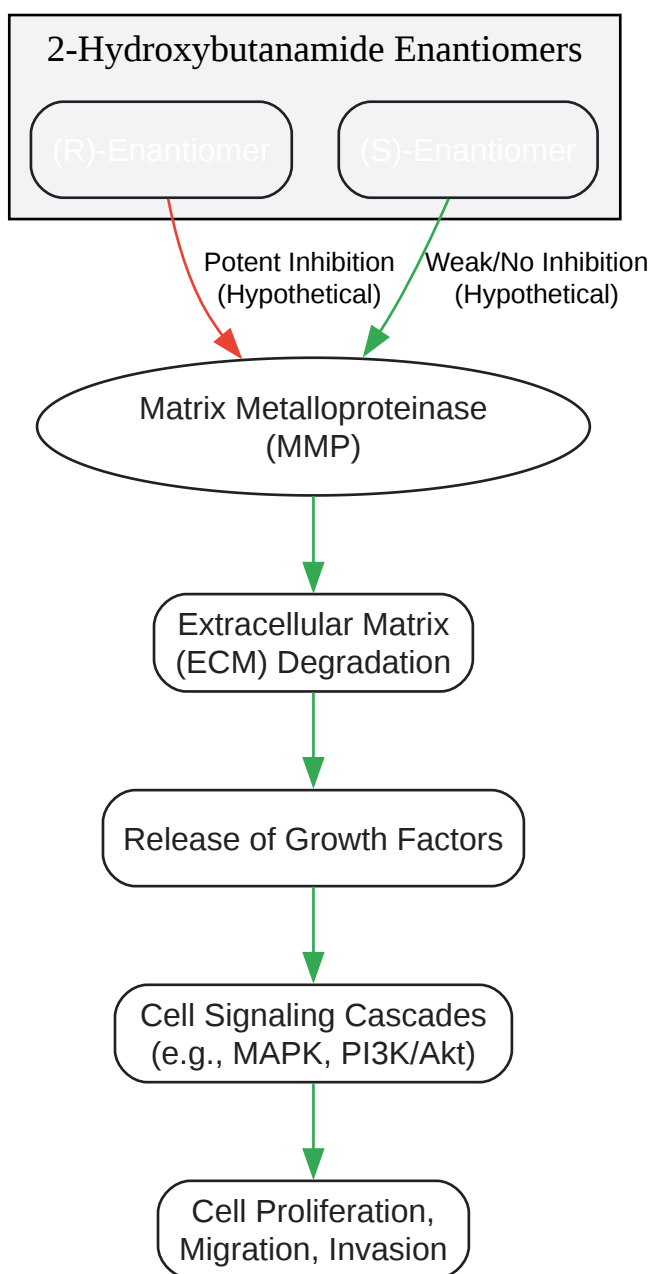 2-Hydroxybutanamide Enantiomers
(R)-Enantiomer
(S)-Enantiomer
Potent Inhibition
(Hypothetical)
Weak/No Inhibition
(Hypothetical)
Matrix Metalloproteinase
(MMP)
Extracellular Matrix
(ECM) Degradation
Release of Growth Factors
Cell Signaling Cascades
(e.g., MAPK, PI3K/Akt)
Cell Proliferation,
Migration, Invasion